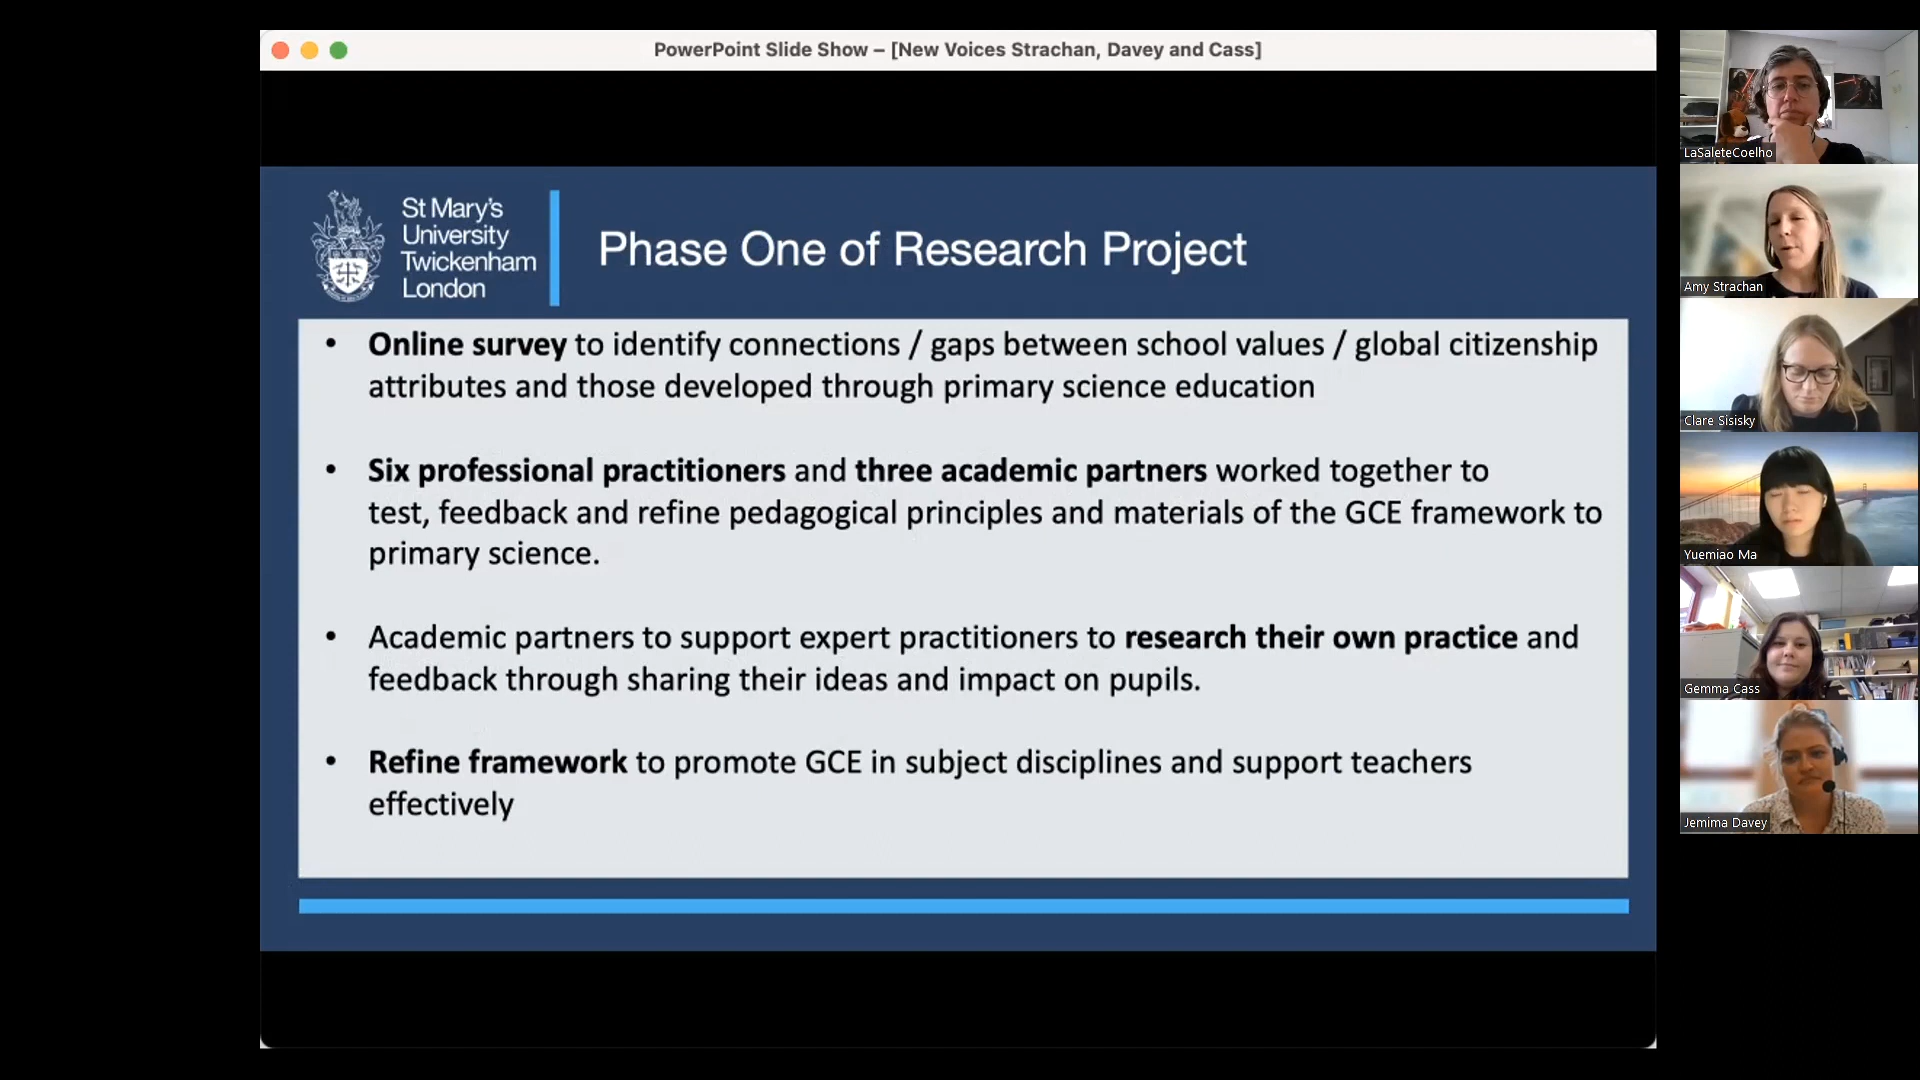 PowerPoint Slide Show – [New Voices Strachan, Davey and Cass]
St Mary's
University
Twickenham
London
Phase One of Research Project
• Online survey to identify connections / gaps between school values / global citizenship
attributes and those developed through primary science education
• Six professional practitioners and three academic partners worked together to
test, feedback and refine pedagogical principles and materials of the GCE framework to
primary science.
• Academic partners to support expert practitioners to research their own practice and
feedback through sharing their ideas and impact on pupils.
• Refine framework to promote GCE in subject disciplines and support teachers
effectively
LaSaleteCoelho
Amy Strachan
Clare Sisisky
Yuemiao Ma
Gemma Cass
Jemima Davey